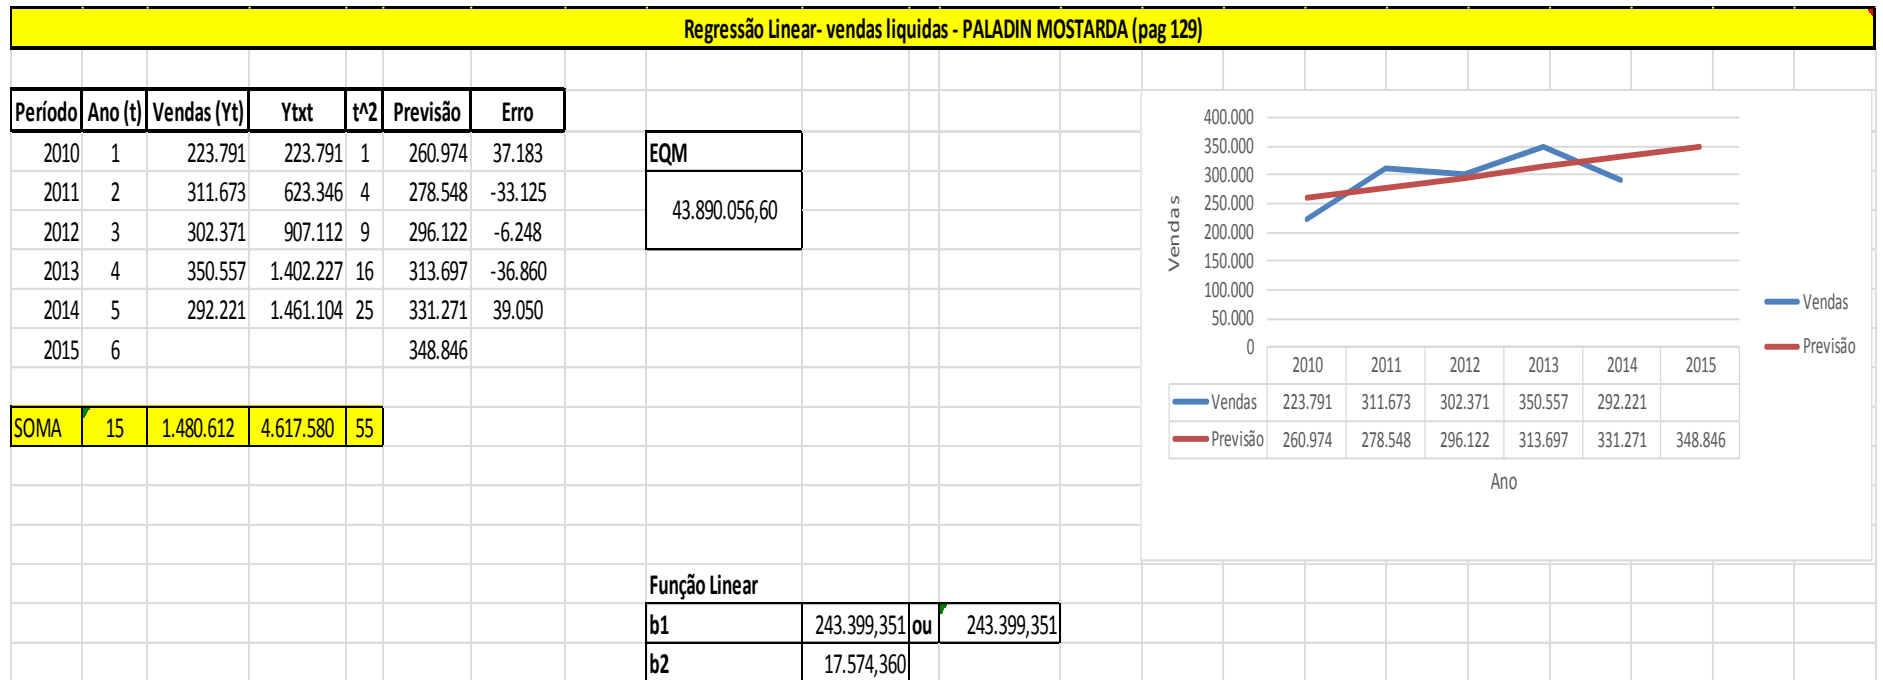 Regressão Linear- vendas liquidas - PALADIN MOSTARDA (pag 129)
Período Ano (t) Vendas (Yt) Ytxt t^2 Previsão Erro
2010 1 223.791 223.791 1 260.974 37.183
2011 2 311.673 623.346 4 278.548 -33.125
2012 3 302.371 907.112 9 296.122 -6.248
2013 4 350.557 1.402.227 16 313.697 -36.860
2014 5 292.221 1.461.104 25 331.271 39.050
2015 6 348.846
SOMA 15 1.480.612 4.617.580 55
EQM
43.890.056,60
Função Linear
b1 243.399,351 ou 243.399,351
b2 17.574,360
Vendas
400.000
350.000
300.000
250.000
200.000
150.000
100.000
50.000
0
2010 2011 2012 2013 2014 2015
Vendas 223.791 311.673 302.371 350.557 292.221
Previsão 260.974 278.548 296.122 313.697 331.271 348.846
Ano
Vendas
Previsão